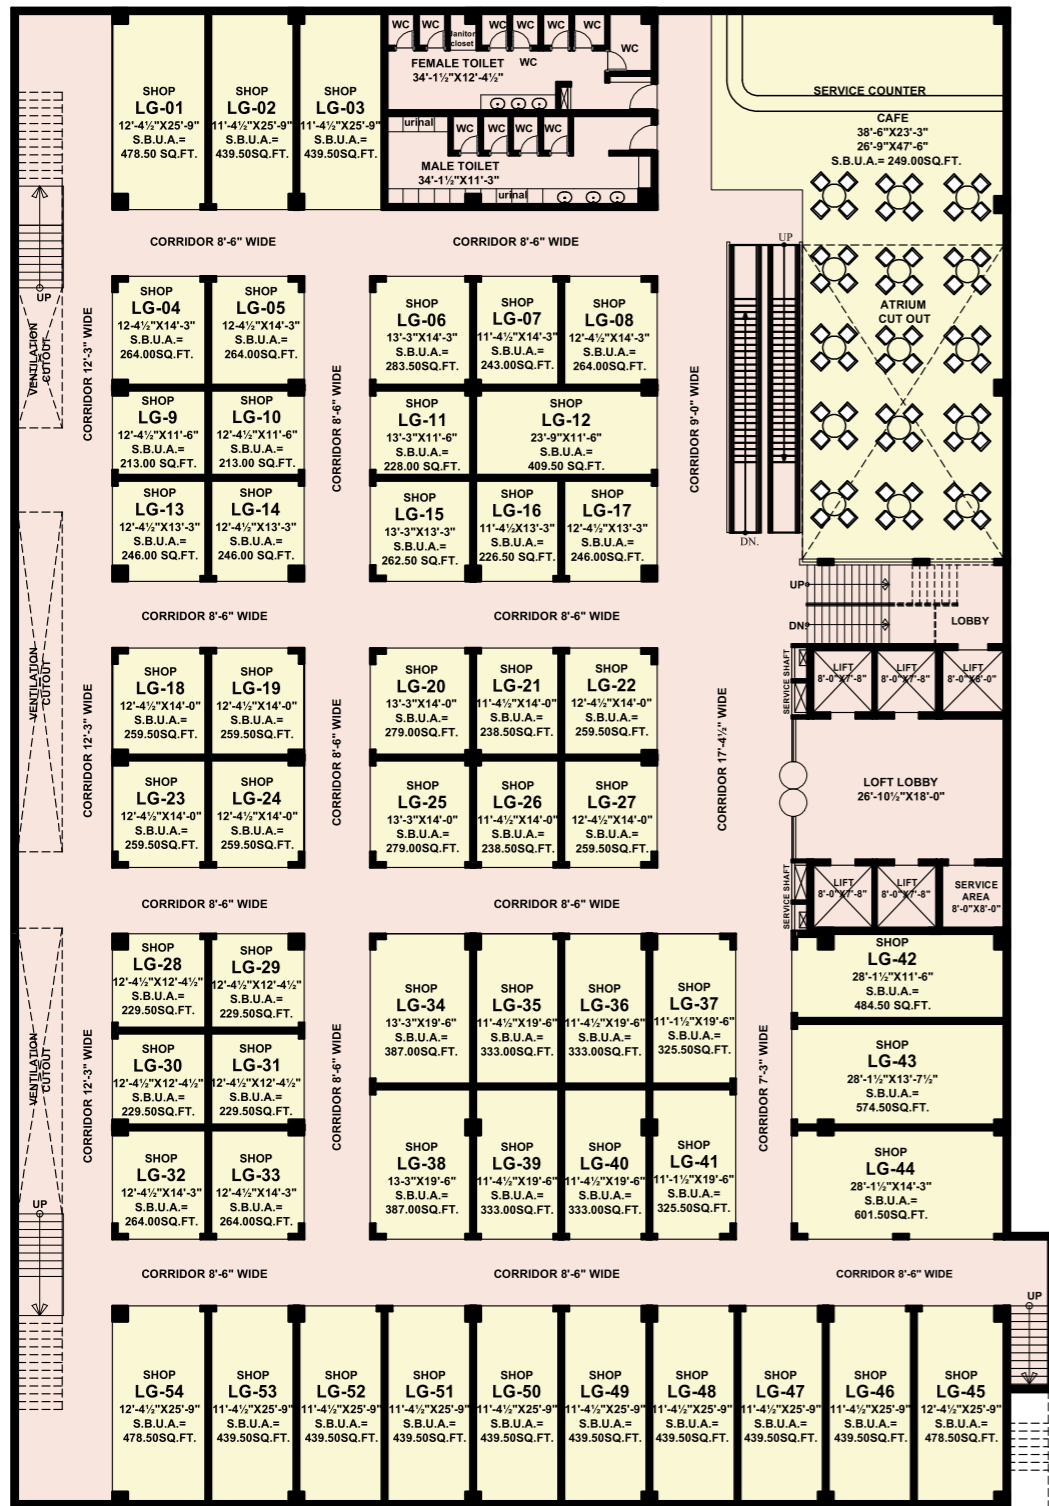 WC
WC
Janitor
closet
WC
WC
WC
WC
WC
WC
FEMALE TOILET
34'-1½"X12'-4½"
urinal
WC
WC
WC
WC
MALE TOILET
34'-1½"X11'-3"
urinal
SHOP
LG-01
12'-4½"X25'-9"
S.B.U.A.=
478.50 SQ.FT.
SHOP
LG-02
11'-4½"X25'-9"
S.B.U.A.=
439.50SQ.FT.
SHOP
LG-03
11'-4½"X25'-9"
S.B.U.A.=
439.50SQ.FT.
SERVICE COUNTER
CAFE
38'-6"X23'-3"
26'-9"X47'-6"
S.B.U.A.= 249.00SQ.FT.
CORRIDOR 8'-6" WIDE
CORRIDOR 8'-6" WIDE
UP
UP
VENTILATION
CUTOUT
CORRIDOR 12'-3" WIDE
SHOP
LG-04
12-4½"X14'-3"
S.B.U.A.=
264.00SQ.FT.
SHOP
LG-05
12-4½"X14'-3"
S.B.U.A.=
264.00SQ.FT.
SHOP
LG-06
13'-3"X14'-3"
S.B.U.A.=
283.50SQ.FT.
SHOP
LG-07
11'-4½"X14'-3"
S.B.U.A.=
243.00SQ.FT.
SHOP
LG-08
12'-4½"X14'-3"
S.B.U.A.=
264.00SQ.FT.
ATRIUM
CUT OUT
CORRIDOR 8'-6" WIDE
CORRIDOR 9'-0" WIDE
SHOP
LG-9
12'-4½"X11'-6"
S.B.U.A.=
213.00 SQ.FT.
SHOP
LG-10
12'-4½"X11'-6"
S.B.U.A.=
213.00 SQ.FT.
SHOP
LG-11
13'-3"X11'-6"
S.B.U.A.=
228.00 SQ.FT.
SHOP
LG-12
23'-9"X11'-6"
S.B.U.A.=
409.50 SQ.FT.
SHOP
LG-13
12'-4½"X13'-3"
S.B.U.A.=
246.00 SQ.FT.
SHOP
LG-14
12'-4½"X13'-3"
S.B.U.A.=
246.00 SQ.FT.
SHOP
LG-15
13'-3"X13'-3"
S.B.U.A.=
262.50 SQ.FT.
SHOP
LG-16
11'-4½X13'-3"
S.B.U.A.=
226.50 SQ.FT.
SHOP
LG-17
12'-4½"X13'-3"
S.B.U.A.=
246.00 SQ.FT.
DN.
UP
DN.
LOBBY
CORRIDOR 8'-6" WIDE
CORRIDOR 8'-6" WIDE
VENTILATION
CUTOUT
CORRIDOR 12'-3" WIDE
SHOP
LG-18
12'-4½"X14'-0"
S.B.U.A.=
259.50SQ.FT.
SHOP
LG-19
12'-4½"X14'-0"
S.B.U.A.=
259.50SQ.FT.
CORRIDOR 8'-6" WIDE
SHOP
LG-20
13'-3"X14'-0"
S.B.U.A.=
279.00SQ.FT.
SHOP
LG-21
11'-4½"X14'-0"
S.B.U.A.=
238.50SQ.FT.
SHOP
LG-22
12'-4½"X14'-0"
S.B.U.A.=
259.50SQ.FT.
CORRIDOR 17'-4½" WIDE
SERVICE SHAFT
LIFT
8'-0"X7'-8"
LIFT
8'-0"X7'-8"
LIFT
8'-0"X8'-0"
LOFT LOBBY
26'-10½"X18'-0"
SHOP
LG-23
12'-4½"X14'-0"
S.B.U.A.=
259.50SQ.FT.
SHOP
LG-24
12'-4½"X14'-0"
S.B.U.A.=
259.50SQ.FT.
SHOP
LG-25
13'-3"X14'-0"
S.B.U.A.=
279.00SQ.FT.
SHOP
LG-26
11'-4½"X14'-0"
S.B.U.A.=
238.50SQ.FT.
SHOP
LG-27
12'-4½"X14'-0"
S.B.U.A.=
259.50SQ.FT.
SERVICE SHAFT
LIFT
8'-0"X7'-8"
LIFT
8'-0"X7'-8"
SERVICE
AREA
8'-0"X8'-0"
CORRIDOR 8'-6" WIDE
CORRIDOR 8'-6" WIDE
VENTILATION
CUTOUT
CORRIDOR 12'-3" WIDE
SHOP
LG-28
12'-4½"X12'-4½"
S.B.U.A.=
229.50SQ.FT.
SHOP
LG-29
12'-4½"X12'-4½"
S.B.U.A.=
229.50SQ.FT.
SHOP
LG-30
12'-4½"X12'-4½"
S.B.U.A.=
229.50SQ.FT.
SHOP
LG-31
12'-4½"X12'-4½"
S.B.U.A.=
229.50SQ.FT.
SHOP
LG-32
12'-4½"X14'-3"
S.B.U.A.=
264.00SQ.FT.
SHOP
LG-33
12'-4½"X14'-3"
S.B.U.A.=
264.00SQ.FT.
CORRIDOR 8'-6" WIDE
SHOP
LG-34
13'-3"X19'-6"
S.B.U.A.=
387.00SQ.FT.
SHOP
LG-35
11'-4½"X19'-6"
S.B.U.A.=
333.00SQ.FT.
SHOP
LG-36
11'-4½"X19'-6"
S.B.U.A.=
333.00SQ.FT.
SHOP
LG-37
11'-1½"X19'-6"
S.B.U.A.=
325.50SQ.FT.
SHOP
LG-38
13-3"X19'-6"
S.B.U.A.=
387.00SQ.FT.
SHOP
LG-39
11'-4½"X19'-6"
S.B.U.A.=
333.00SQ.FT.
SHOP
LG-40
11'-4½"X19'-6"
S.B.U.A.=
333.00SQ.FT.
SHOP
LG-41
11'-1½"X19'-6"
S.B.U.A.=
325.50SQ.FT.
CORRIDOR 7'-3" WIDE
SHOP
LG-42
28'-1½"X11'-6"
S.B.U.A.=
484.50 SQ.FT.
SHOP
LG-43
28'-1½"X13'-7½"
S.B.U.A.=
574.50SQ.FT.
SHOP
LG-44
28'-1½"X14'-3"
S.B.U.A.=
601.50SQ.FT.
UP
CORRIDOR 8'-6" WIDE
CORRIDOR 8'-6" WIDE
CORRIDOR 8'-6" WIDE
UP
SHOP
LG-54
12'-4½"X25'-9"
S.B.U.A.=
478.50SQ.FT.
SHOP
LG-53
11'-4½"X25'-9"
S.B.U.A.=
439.50SQ.FT.
SHOP
LG-52
11'-4½"X25'-9"
S.B.U.A.=
439.50SQ.FT.
SHOP
LG-51
11'-4½"X25'-9"
S.B.U.A.=
439.50SQ.FT.
SHOP
LG-50
11'-4½"X25'-9"
S.B.U.A.=
439.50SQ.FT.
SHOP
LG-49
11'-4½"X25'-9"
S.B.U.A.=
439.50SQ.FT.
SHOP
LG-48
11'-4½"X25'-9"
S.B.U.A.=
439.50SQ.FT.
SHOP
LG-47
11'-4½"X25'-9"
S.B.U.A.=
439.50SQ.FT.
SHOP
LG-46
11'-4½"X25'-9"
S.B.U.A.=
439.50SQ.FT.
SHOP
LG-45
12'-4½"X25'-9"
S.B.U.A.=
478.50SQ.FT.